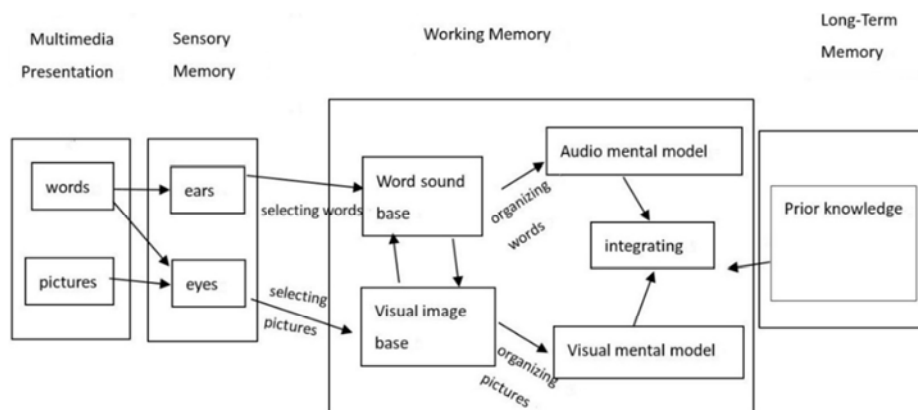 Multimedia
Presentation
Sensory
Memory
Working Memory
Long-Term
Memory
words
pictures
ears
eyes
selecting words
selecting
pictures
Word sound
base
Visual image
base
organizing
words
organizing
pictures
Audio mental model
integrating
Visual mental model
Prior knowledge